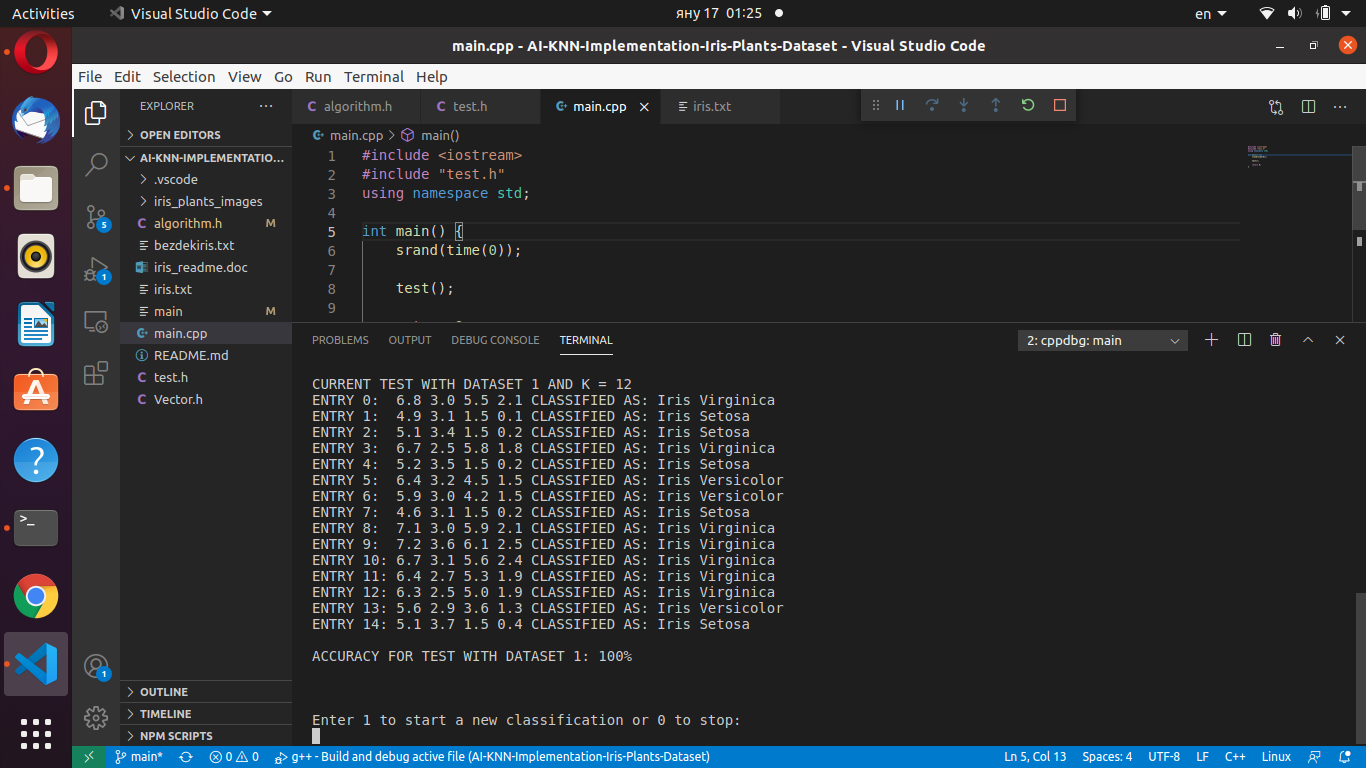 Activities Visual Studio Code яну 17 01:25 en
main.cpp - AI-KNN-Implementation-Iris-Plants-Dataset - Visual Studio Code
File Edit Selection View Go Run Terminal Help
EXPLORER
OPEN EDITORS
AI-KNN-IMPLEMENTATIO...
.vscode
iris_plants_images
algorithm.h M
bezdekiris.txt
iris_readme.doc
iris.txt
main M
main.cpp
README.md
test.h
Vector.h
OUTLINE
TIMELINE
NPM SCRIPTS
5
1
1
algorithm.h test.h main.cpp iris.txt
main.cpp > main()
1 #include <iostream>
2 #include "test.h"
3 using namespace std;
4
5 int main() {
6 srand(time(0));
7
8 test();
9
PROBLEMS OUTPUT DEBUG CONSOLE TERMINAL 2: cppdbg: main
CURRENT TEST WITH DATASET 1 AND K = 12
ENTRY 0: 6.8 3.0 5.5 2.1 CLASSIFIED AS: Iris Virginica
ENTRY 1: 4.9 3.1 1.5 0.1 CLASSIFIED AS: Iris Setosa
ENTRY 2: 5.1 3.4 1.5 0.2 CLASSIFIED AS: Iris Setosa
ENTRY 3: 6.7 2.5 5.8 1.8 CLASSIFIED AS: Iris Virginica
ENTRY 4: 5.2 3.5 1.5 0.2 CLASSIFIED AS: Iris Setosa
ENTRY 5: 6.4 3.2 4.5 1.5 CLASSIFIED AS: Iris Versicolor
ENTRY 6: 5.9 3.0 4.2 1.5 CLASSIFIED AS: Iris Versicolor
ENTRY 7: 4.6 3.1 1.5 0.2 CLASSIFIED AS: Iris Setosa
ENTRY 8: 7.1 3.0 5.9 2.1 CLASSIFIED AS: Iris Virginica
ENTRY 9: 7.2 3.6 6.1 2.5 CLASSIFIED AS: Iris Virginica
ENTRY 10: 6.7 3.1 5.6 2.4 CLASSIFIED AS: Iris Virginica
ENTRY 11: 6.4 2.7 5.3 1.9 CLASSIFIED AS: Iris Virginica
ENTRY 12: 6.3 2.5 5.0 1.9 CLASSIFIED AS: Iris Virginica
ENTRY 13: 5.6 2.9 3.6 1.3 CLASSIFIED AS: Iris Versicolor
ENTRY 14: 5.1 3.7 1.5 0.4 CLASSIFIED AS: Iris Setosa
ACCURACY FOR TEST WITH DATASET 1: 100%
Enter 1 to start a new classification or 0 to stop:
main* 0 0 g++ - Build and debug active file (AI-KNN-Implementation-Iris-Plants-Dataset) Ln 5, Col 13 Spaces: 4 UTF-8 LF C++ Linux